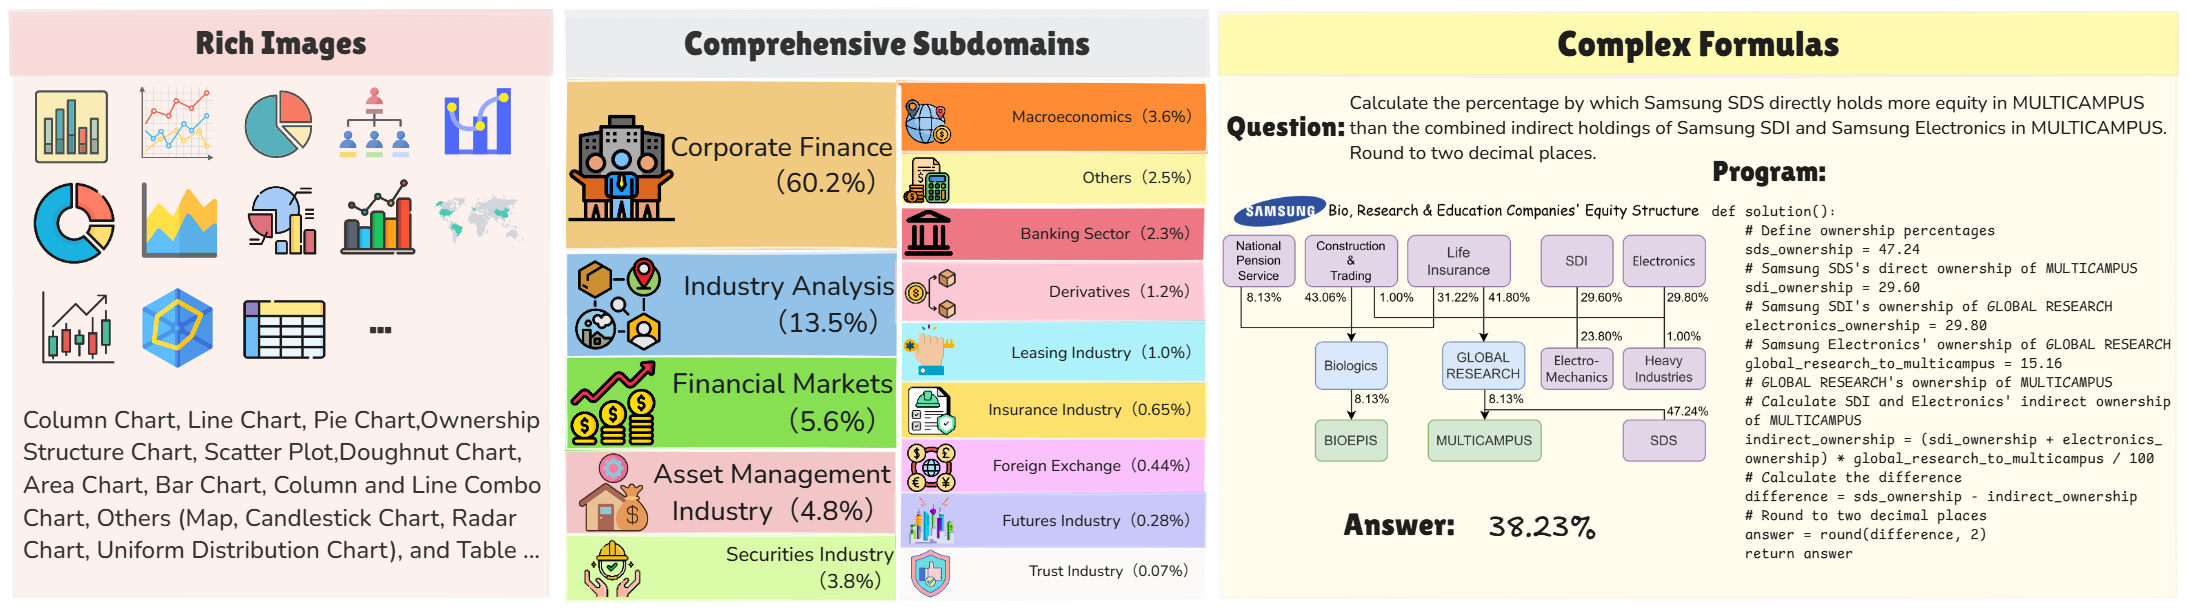 Rich Images
Column Chart, Line Chart, Pie Chart,Ownership
Structure Chart, Scatter Plot,Doughnut Chart,
Area Chart, Bar Chart, Column and Line Combo
Chart, Others (Map, Candlestick Chart, Radar
Chart, Uniform Distribution Chart), and Table ...
Comprehensive Subdomains
Corporate Finance
(60.2%)
Industry Analysis
(13.5%)
Financial Markets
(5.6%)
Asset Management
Industry (4.8%)
Securities Industry
(3.8%)
Macroeconomics (3.6%)
Others (2.5%)
Banking Sector (2.3%)
Derivatives (1.2%)
Leasing Industry (1.0%)
Insurance Industry (0.65%)
Foreign Exchange (0.44%)
Futures Industry (0.28%)
Trust Industry (0.07%)
Complex Formulas
Question:
Calculate the percentage by which Samsung SDS directly holds more equity in MULTICAMPUS
than the combined indirect holdings of Samsung SDI and Samsung Electronics in MULTICAMPUS.
Round to two decimal places.
SAMSUNG Bio, Research & Education Companies' Equity Structure
National
Pension
Service
Construction
&
Trading
Life
Insurance
SDI
Electronics
8.13%
43.06%
1.00%
31.22%
41.80%
29.60%
29.80%
23.80%
1.00%
Biologics
GLOBAL
RESEARCH
Electro-
Mechanics
Heavy
Industries
8.13%
8.13%
47.24%
BIOEPIS
MULTICAMPUS
SDS
Answer: 38.23%
Program:
def solution():
# Define ownership percentages
sds_ownership = 47.24
# Samsung SDS's direct ownership of MULTICAMPUS
sdi_ownership = 29.60
# Samsung SDI's ownership of GLOBAL RESEARCH
electronics_ownership = 29.80
# Samsung Electronics' ownership of GLOBAL RESEARCH
global_research_to_multicampus = 15.16
# GLOBAL RESEARCH's ownership of MULTICAMPUS
# Calculate SDI and Electronics' indirect ownership
of MULTICAMPUS
indirect_ownership = (sdi_ownership + electronics_
ownership) * global_research_to_multicampus / 100
# Calculate the difference
difference = sds_ownership - indirect_ownership
# Round to two decimal places
answer = round(difference, 2)
return answer